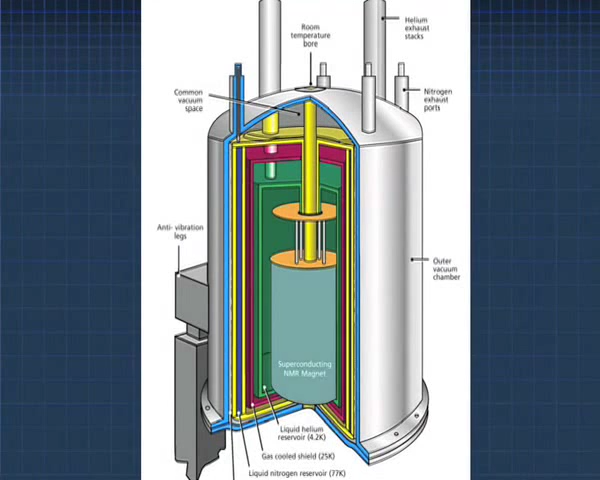 Room
temperature
bore
Helium
exhaust
stacks
Common
vacuum
space
Nitrogen
exhaust
ports
Anti- vibration
legs
Outer
vacuum
chamber
Superconducting
NMR Magnet
Liquid helium
reservoir (4.2K)
Gas cooled shield (25K)
Liquid nitrogen reservoir (77K)